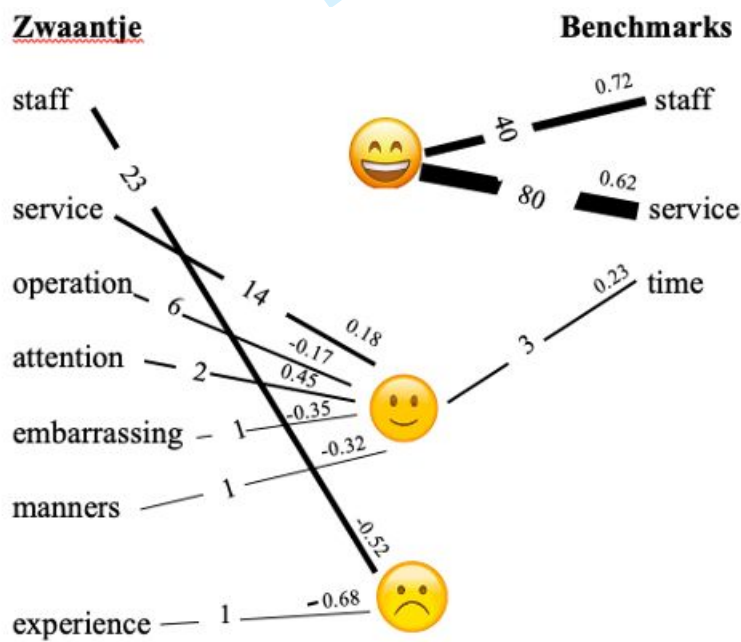 Zwaantje Benchmarks
staff 23 -0.52
service 14 0.18
operation 6 -0.17
attention 2 0.45
embarrassing 1 -0.35
manners 1 -0.32
experience 1 -0.68
40 0.72 staff
80 0.62 service
3 0.23 time